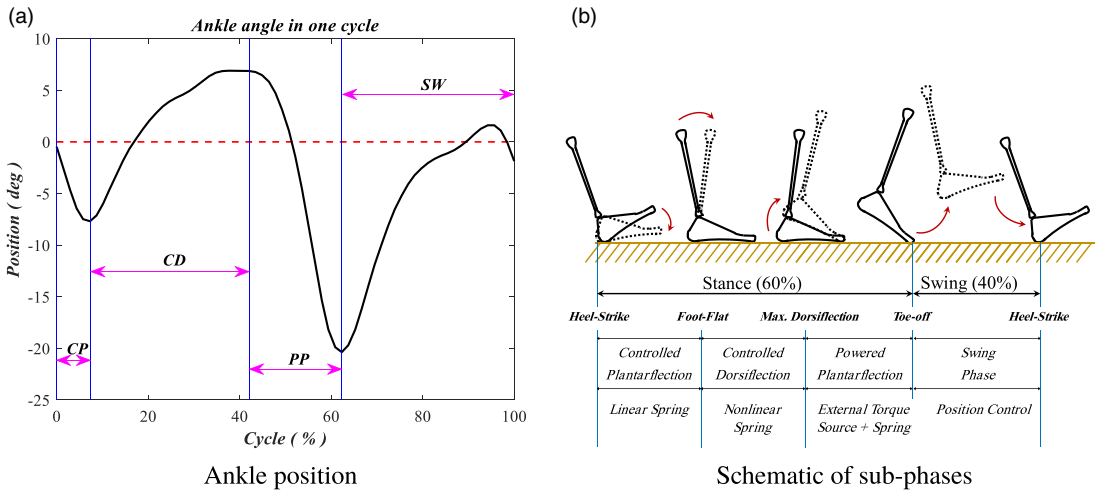 (a)
Ankle angle in one cycle
10
5
0
-5
-10
-15
-20
-25
Position ( deg )
SW
CD
CP
PP
0
20
40
60
80
100
Cycle ( % )
Ankle position
(b)
Stance (60%)
Swing (40%)
Heel-Strike
Foot-Flat
Max. Dorsiflection
Toe-off
Heel-Strike
Controlled
Plantarflection
Controlled
Dorsiflection
Powered
Plantarflection
Swing
Phase
Linear Spring
Nonlinear
Spring
External Torque
Source + Spring
Position Control
Schematic of sub-phases